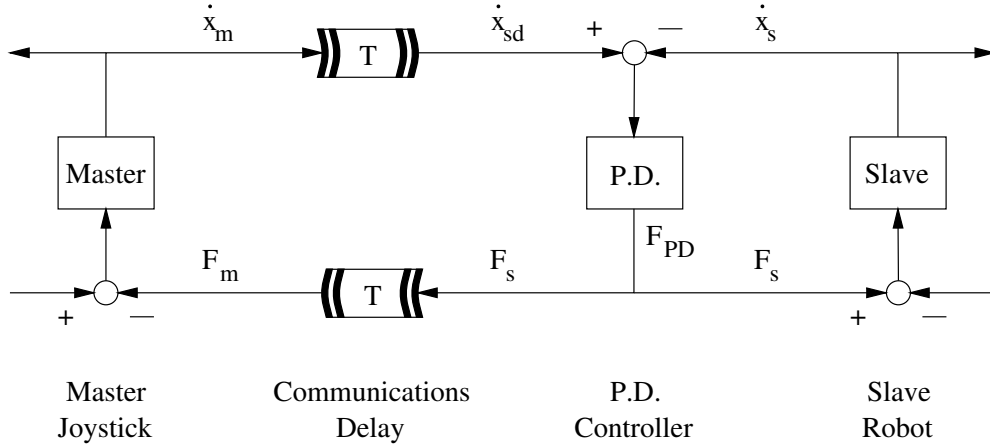 ẋm ẋsd + — ẋs
T
Master P.D. Slave
FPD
Fm Fs Fs
T
+ — + —
Master Communications P.D. Slave
Joystick Delay Controller Robot